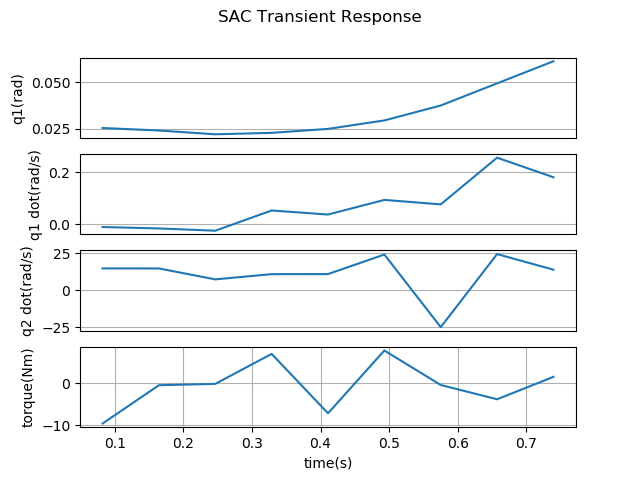 SAC Transient Response
q1(rad)
0.050
0.025
q1 dot(rad/s)
0.2
0.0
q2 dot(rad/s)
25
0
−25
torque(Nm)
0
−10
0.1 0.2 0.3 0.4 0.5 0.6 0.7
time(s)